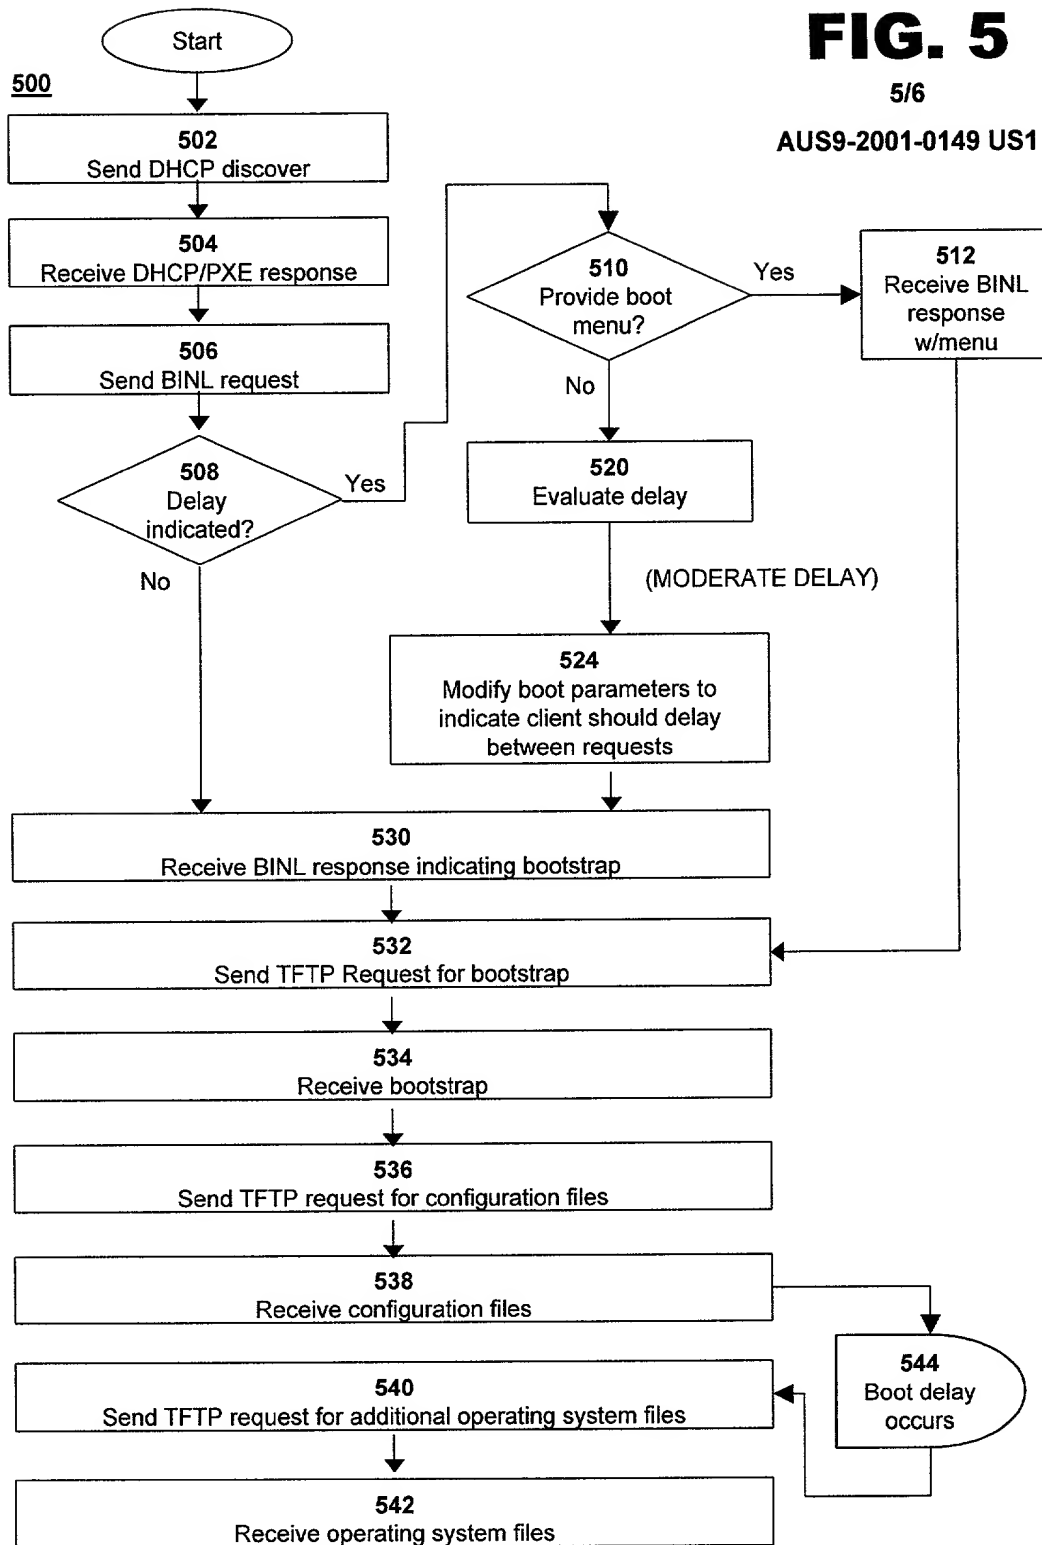 FIG. 5
5/6
AUS9-2001-0149 US1
Start
500
502
Send DHCP discover
504
Receive DHCP/PXE response
506
Send BINL request
508
Delay
indicated?
Yes
No
510
Provide boot
menu?
Yes
No
512
Receive BINL
response
w/menu
520
Evaluate delay
(MODERATE DELAY)
524
Modify boot parameters to
indicate client should delay
between requests
530
Receive BINL response indicating bootstrap
532
Send TFTP Request for bootstrap
534
Receive bootstrap
536
Send TFTP request for configuration files
538
Receive configuration files
544
Boot delay
occurs
540
Send TFTP request for additional operating system files
542
Receive operating system files